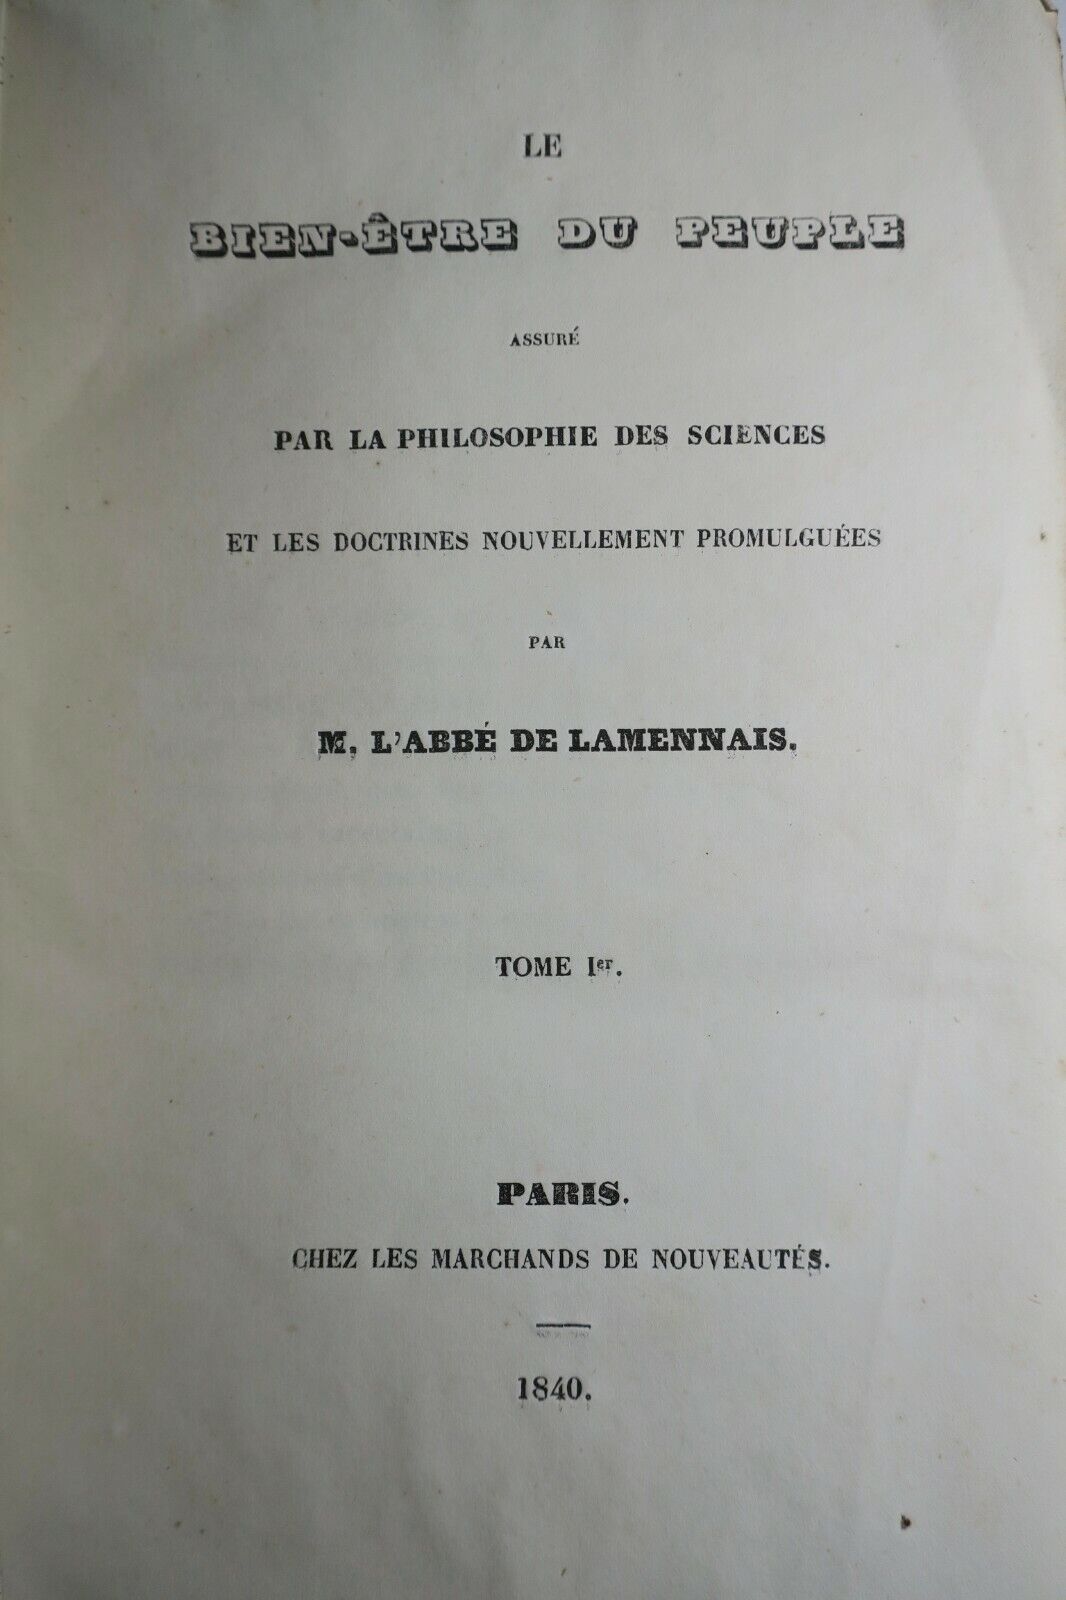 LE
BIEN-ÊTRE DU PEUPLE
ASSURÉ
PAR LA PHILOSOPHIE DES SCIENCES
ET LES DOCTRINES NOUVELLEMENT PROMULGUÉES
PAR
M. L'ABBÉ DE LAMENNAIS.
TOME Ier.
PARIS.
CHEZ LES MARCHANDS DE NOUVEAUTÉS.
1840.